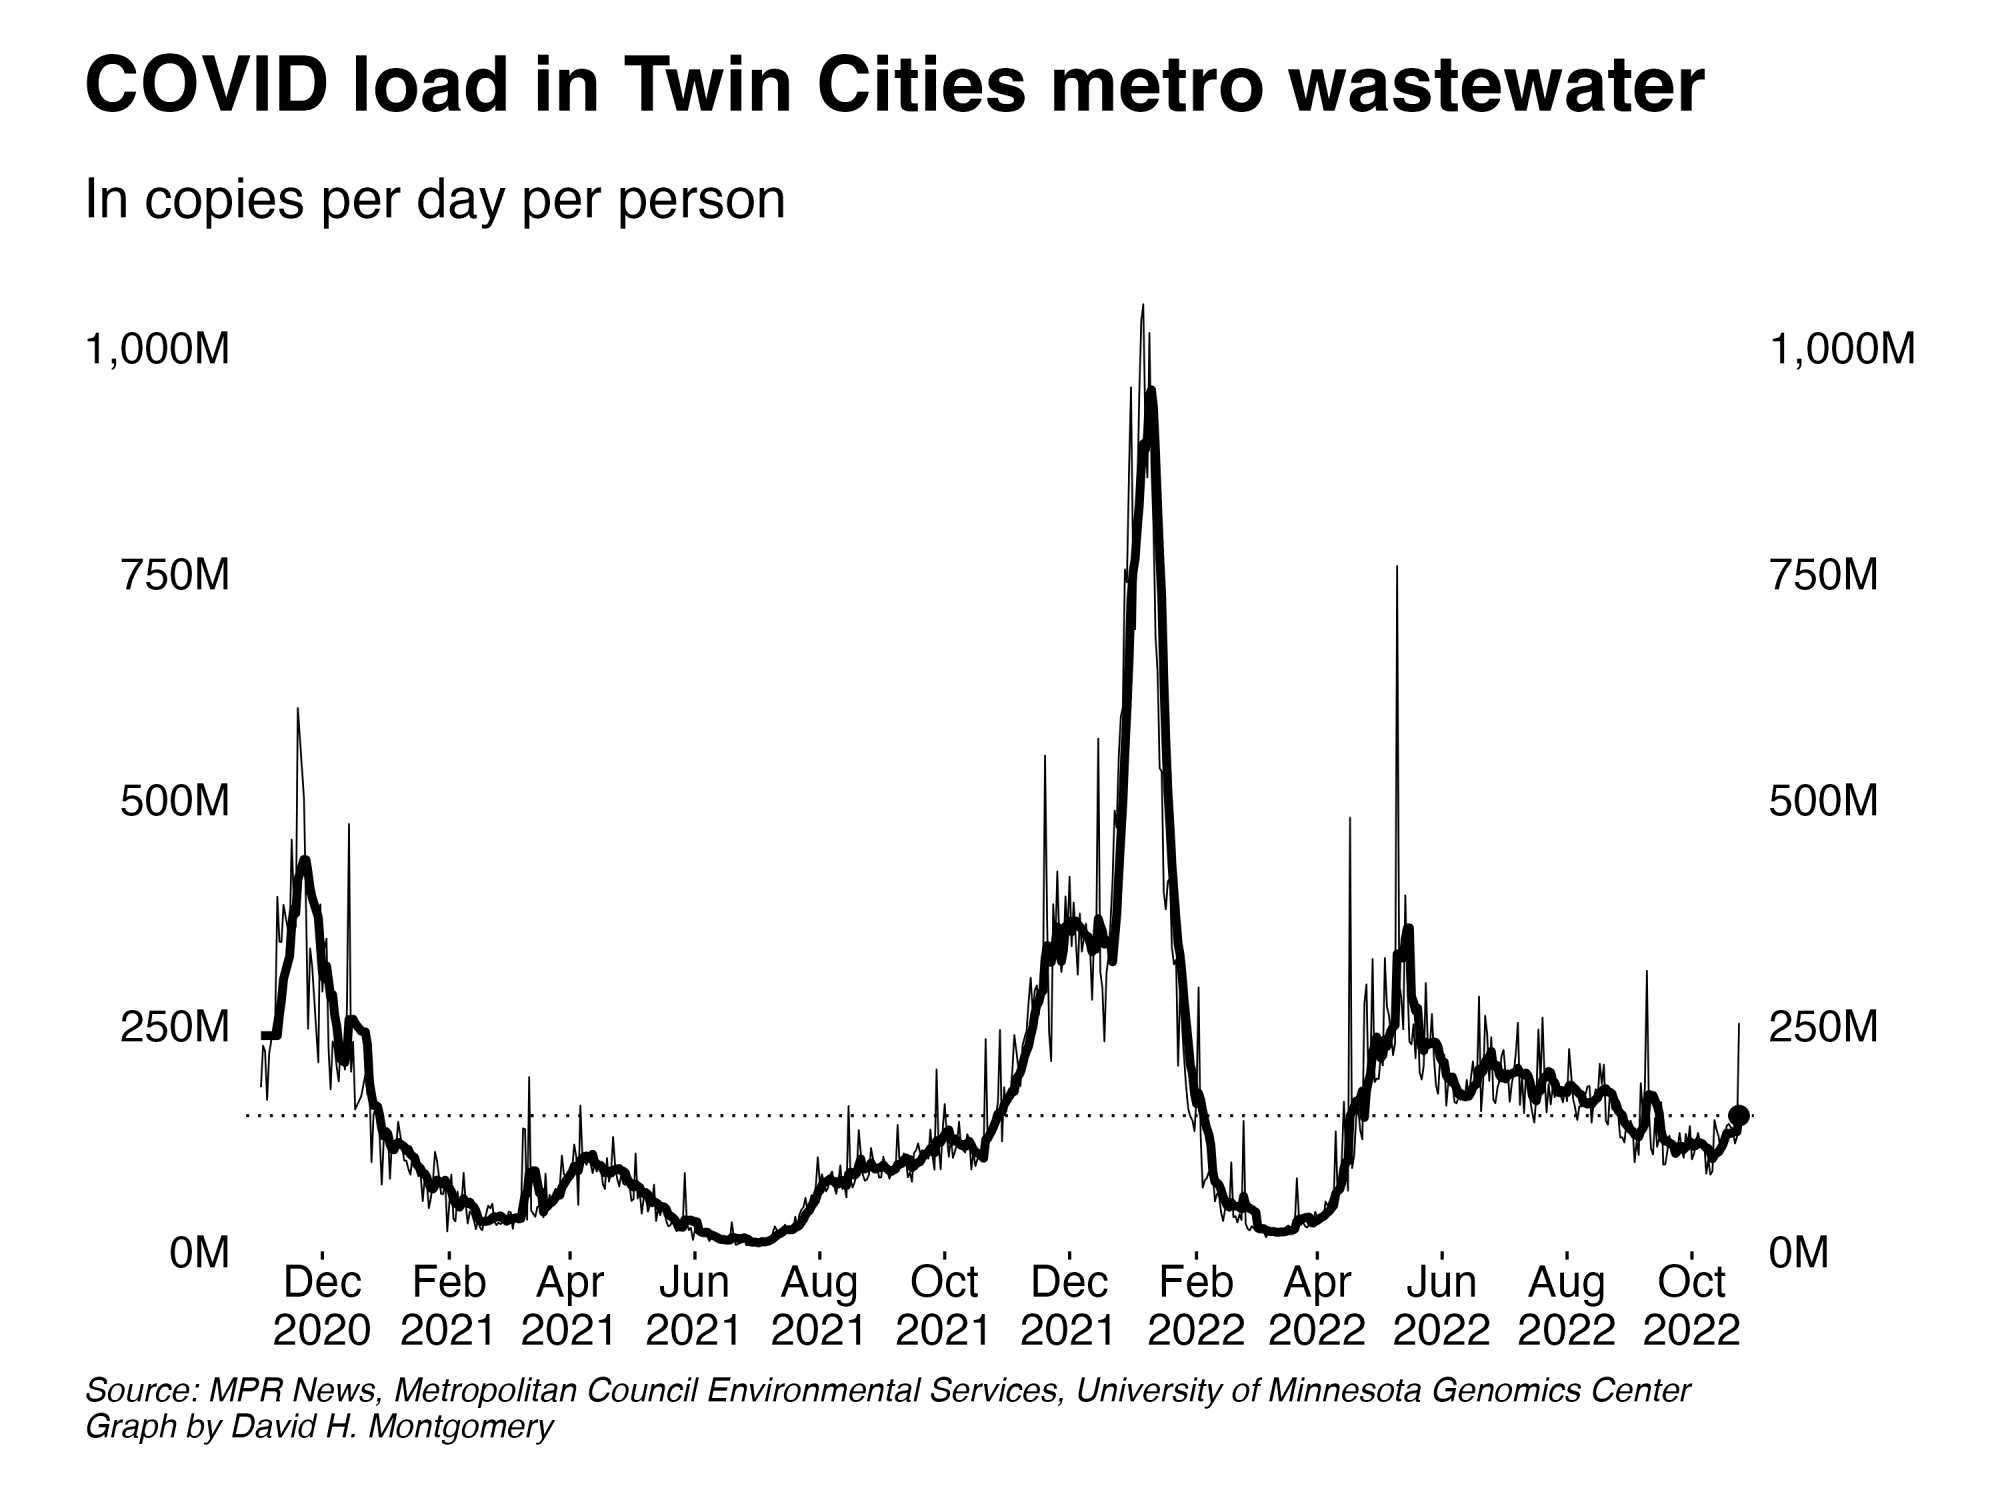 COVID load in Twin Cities metro wastewater
In copies per day per person
1,000M 1,000M
750M 750M
500M 500M
250M 250M
0M 0M
Dec Feb Apr Jun Aug Oct Dec Feb Apr Jun Aug Oct
2020 2021 2021 2021 2021 2021 2021 2022 2022 2022 2022 2022
Source: MPR News, Metropolitan Council Environmental Services, University of Minnesota Genomics Center
Graph by David H. Montgomery